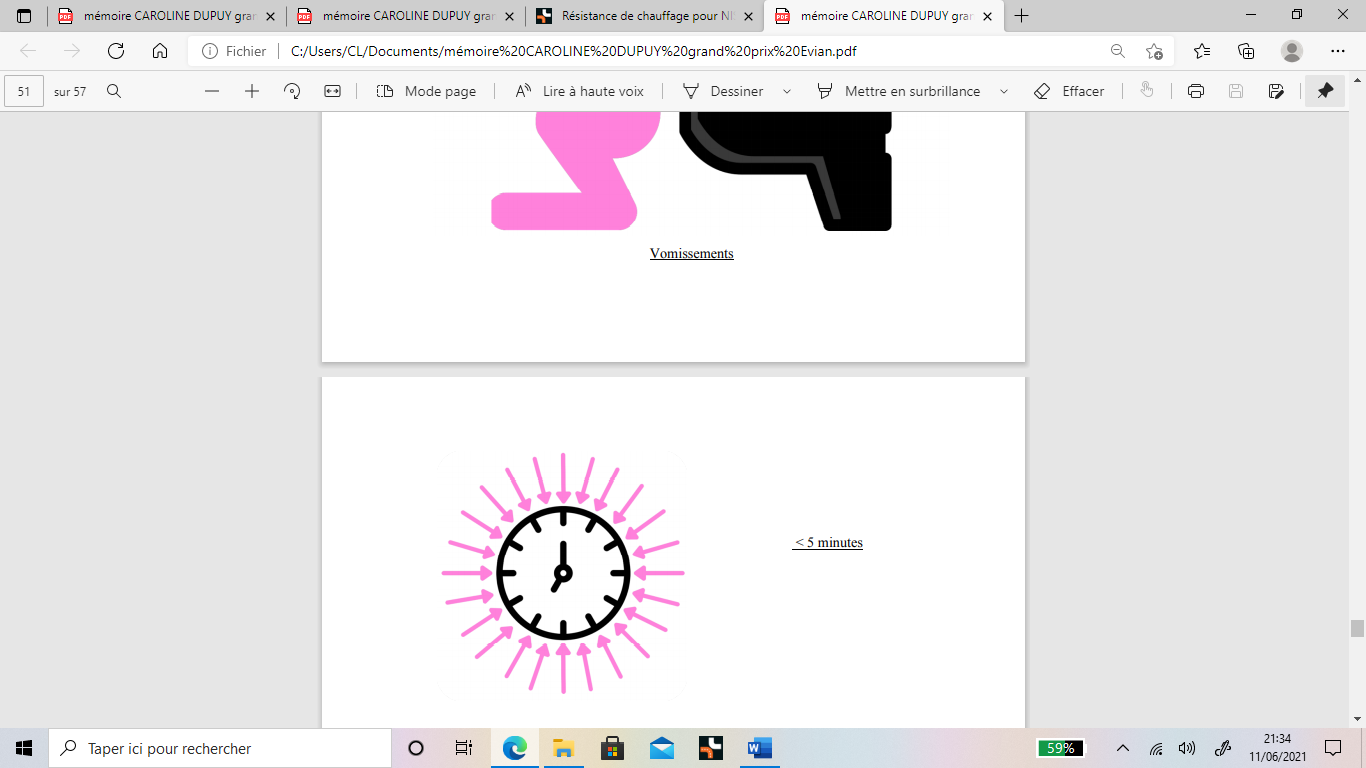 mémoire CAROLINE DUPUY gran
mémoire CAROLINE DUPUY gran
Résistance de chauffage pour NI
mémoire CAROLINE DUPUY gran
Fichier
C:/Users/CL/Documents/mémoire%20CAROLINE%20DUPUY%20grand%20prix%20Evian.pdf
51 sur 57
Mode page
Lire à haute voix
Dessiner
Mettre en surbrillance
Effacer
Vomissements
< 5 minutes
Taper ici pour rechercher
59%
21:34
11/06/2021